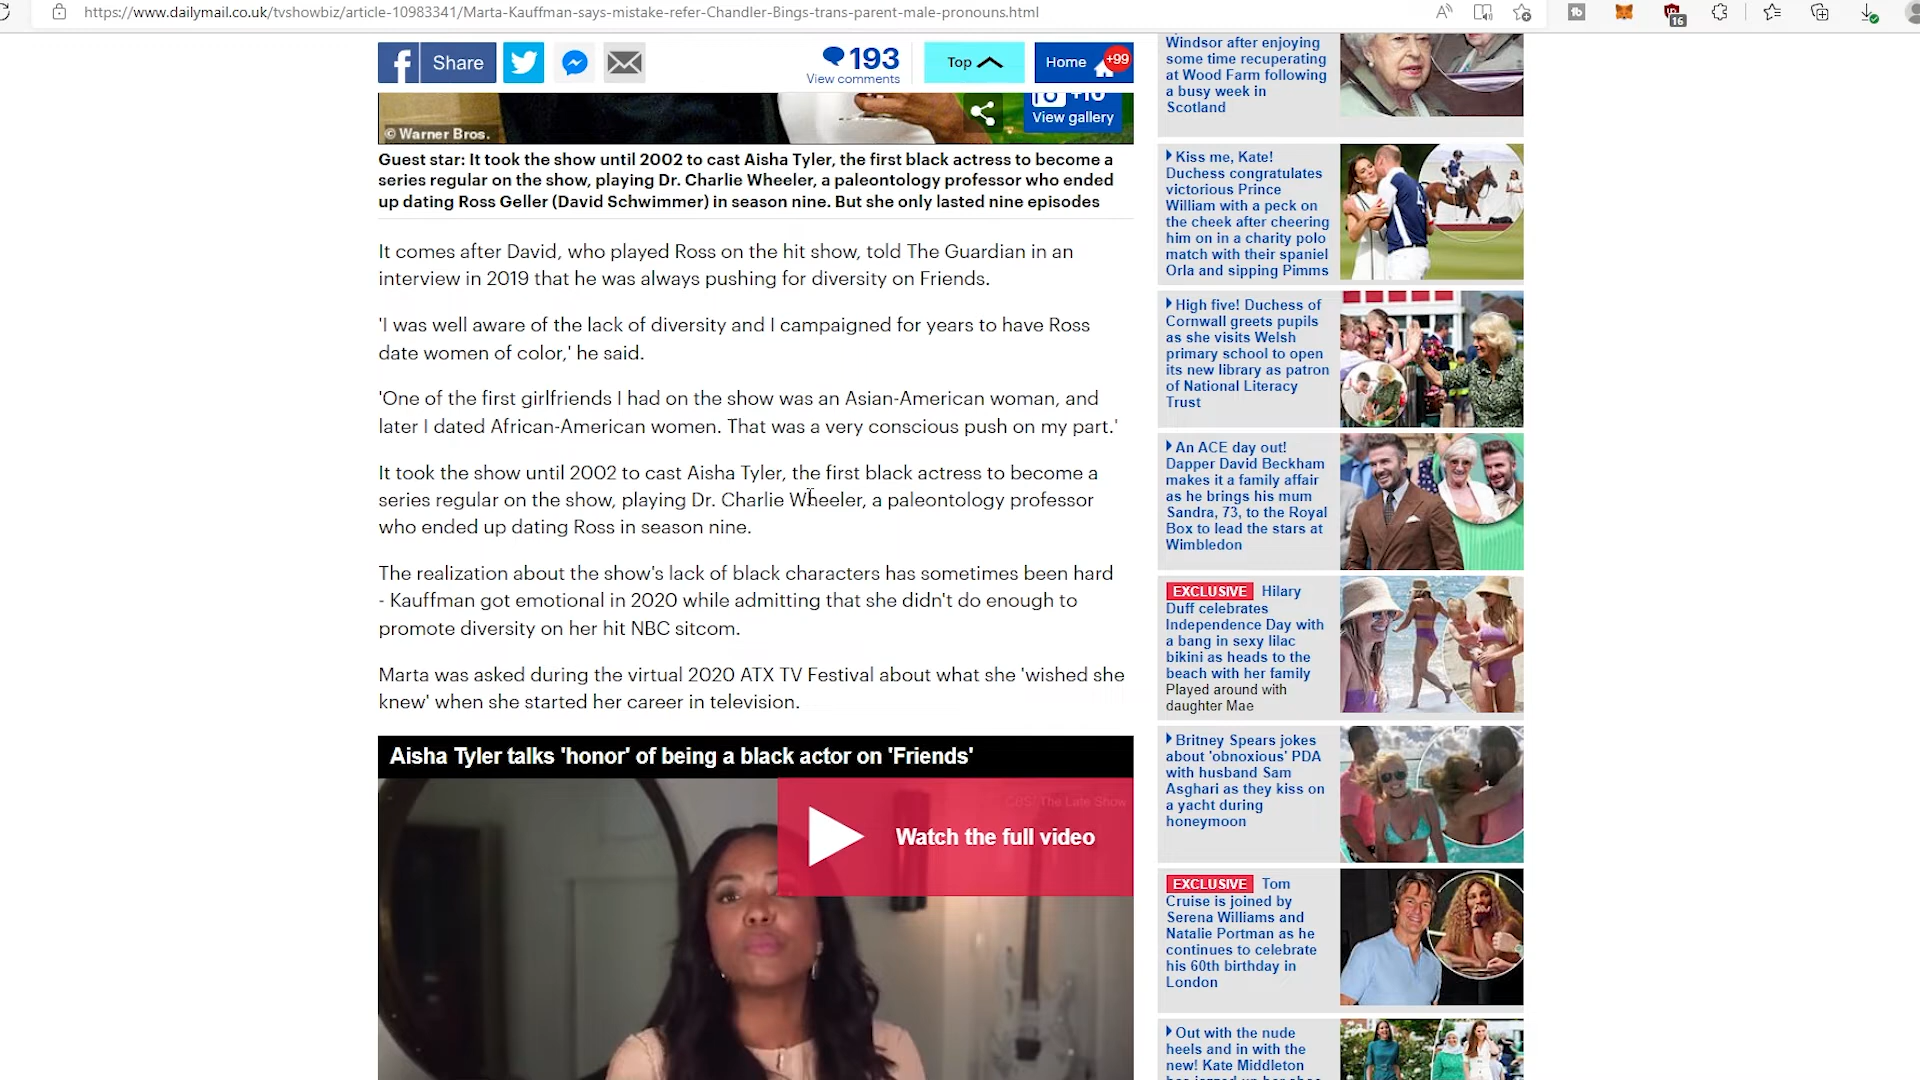 https://www.dailymail.co.uk/tvshowbiz/article-10983341/Marta-Kauffman-says-mistake-refer-Chandler-Bings-trans-parent-male-pronouns.html
16
Share
193
View comments
Top
Home
+99
© Warner Bros.
View gallery
Guest star: It took the show until 2002 to cast Aisha Tyler, the first black actress to become a
series regular on the show, playing Dr. Charlie Wheeler, a paleontology professor who ended
up dating Ross Geller (David Schwimmer) in season nine. But she only lasted nine episodes
It comes after David, who played Ross on the hit show, told The Guardian in an
interview in 2019 that he was always pushing for diversity on Friends.
'I was well aware of the lack of diversity and I campaigned for years to have Ross
date women of color,' he said.
'One of the first girlfriends I had on the show was an Asian-American woman, and
later I dated African-American women. That was a very conscious push on my part.'
It took the show until 2002 to cast Aisha Tyler, the first black actress to become a
series regular on the show, playing Dr. Charlie Wheeler, a paleontology professor
who ended up dating Ross in season nine.
The realization about the show's lack of black characters has sometimes been hard
- Kauffman got emotional in 2020 while admitting that she didn't do enough to
promote diversity on her hit NBC sitcom.
Marta was asked during the virtual 2020 ATX TV Festival about what she 'wished she
knew' when she started her career in television.
Aisha Tyler talks 'honor' of being a black actor on 'Friends'
CBS/ The Late Show
Watch the full video
Windsor after enjoying
some time recuperating
at Wood Farm following
a busy week in
Scotland
Kiss me, Kate!
Duchess congratulates
victorious Prince
William with a peck on
the cheek after cheering
him on in a charity polo
match with their spaniel
Orla and sipping Pimms
High five! Duchess of
Cornwall greets pupils
as she visits Welsh
primary school to open
its new library as patron
of National Literacy
Trust
An ACE day out!
Dapper David Beckham
makes it a family affair
as he brings his mum
Sandra, 73, to the Royal
Box to lead the stars at
Wimbledon
EXCLUSIVE Hilary
Duff celebrates
Independence Day with
a bang in sexy lilac
bikini as heads to the
beach with her family
Played around with
daughter Mae
Britney Spears jokes
about 'obnoxious' PDA
with husband Sam
Asghari as they kiss on
a yacht during
honeymoon
EXCLUSIVE Tom
Cruise is joined by
Serena Williams and
Natalie Portman as he
continues to celebrate
his 60th birthday in
London
Out with the nude
heels and in with the
new! Kate Middleton